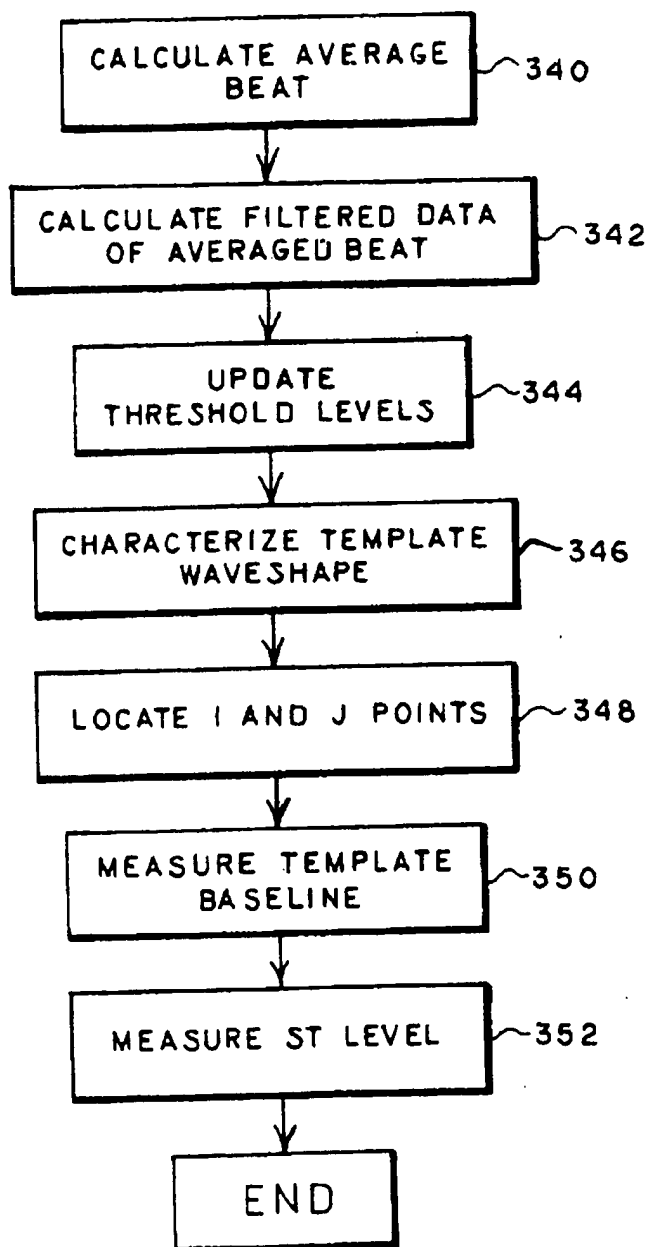 CALCULATE AVERAGE
BEAT
340
CALCULATE FILTERED DATA
OF AVERAGED BEAT
342
UPDATE
THRESHOLD LEVELS
344
CHARACTERIZE TEMPLATE
WAVESHAPE
346
LOCATE I AND J POINTS
348
MEASURE TEMPLATE
BASELINE
350
MEASURE ST LEVEL
352
END